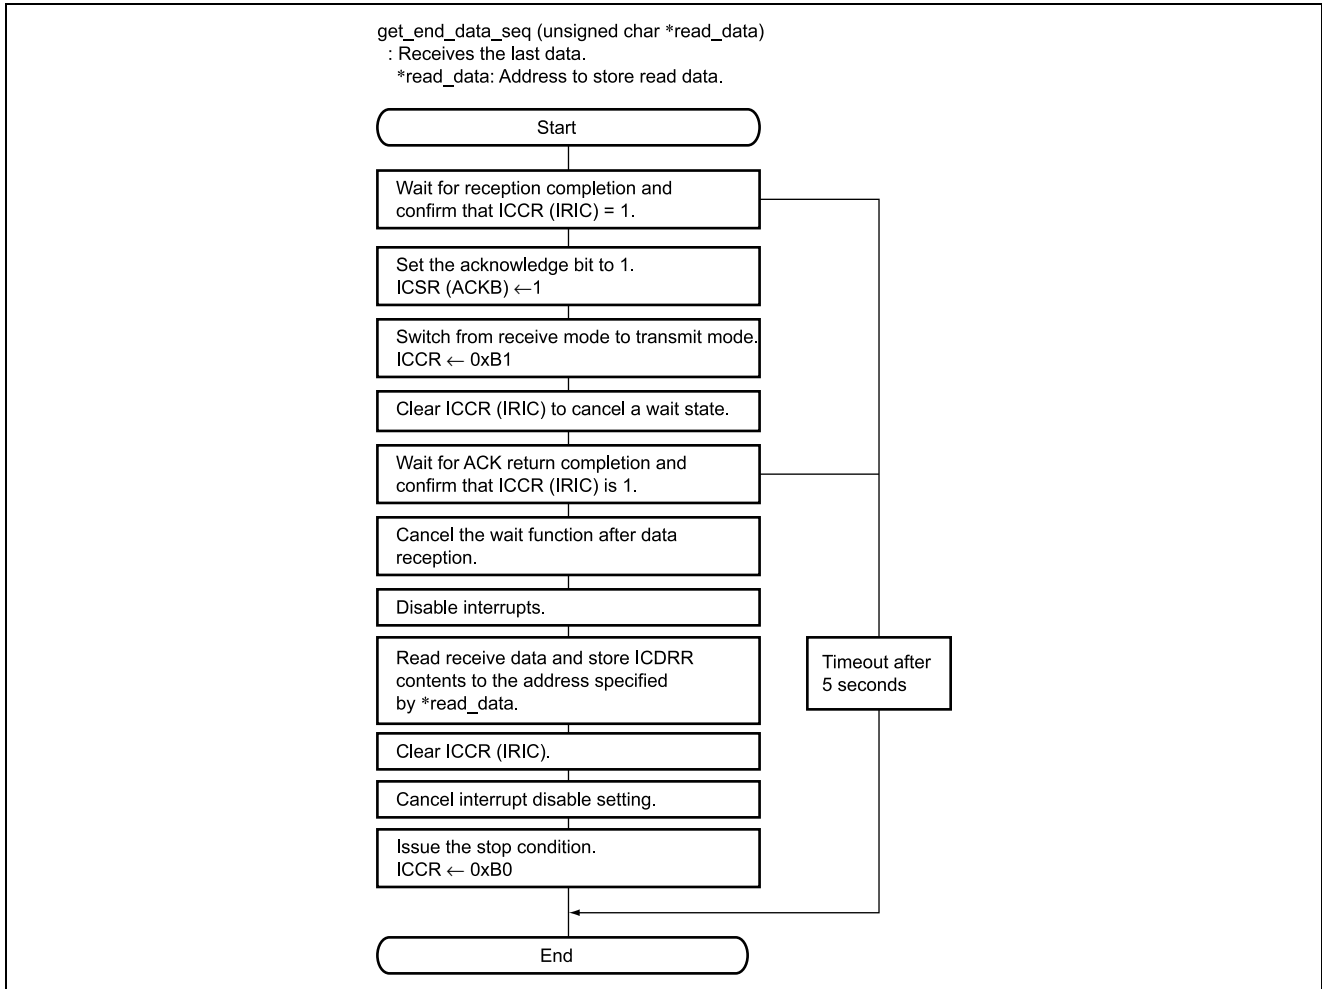 get_end_data_seq (unsigned char *read_data)
: Receives the last data.
*read_data: Address to store read data.
Start
Wait for reception completion and
confirm that ICCR (IRIC) = 1.
Set the acknowledge bit to 1.
ICSR (ACKB) ←1
Switch from receive mode to transmit mode.
ICCR ← 0xB1
Clear ICCR (IRIC) to cancel a wait state.
Wait for ACK return completion and
confirm that ICCR (IRIC) is 1.
Cancel the wait function after data
reception.
Disable interrupts.
Read receive data and store ICDRR
contents to the address specified
by *read_data.
Timeout after
5 seconds
Clear ICCR (IRIC).
Cancel interrupt disable setting.
Issue the stop condition.
ICCR ← 0xB0
End